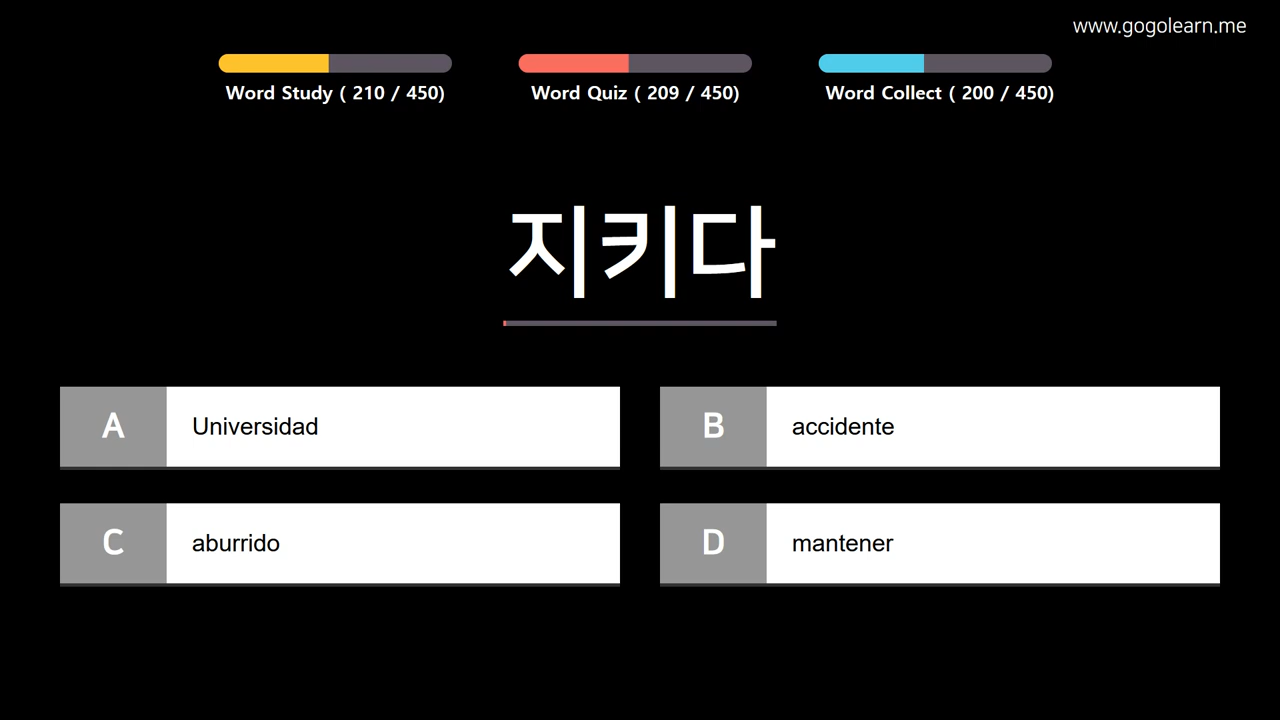 www.gogolearn.me
Word Study ( 210 / 450)
Word Quiz ( 209 / 450)
Word Collect ( 200 / 450)
지키다
A Universidad
B accidente
C aburrido
D mantener